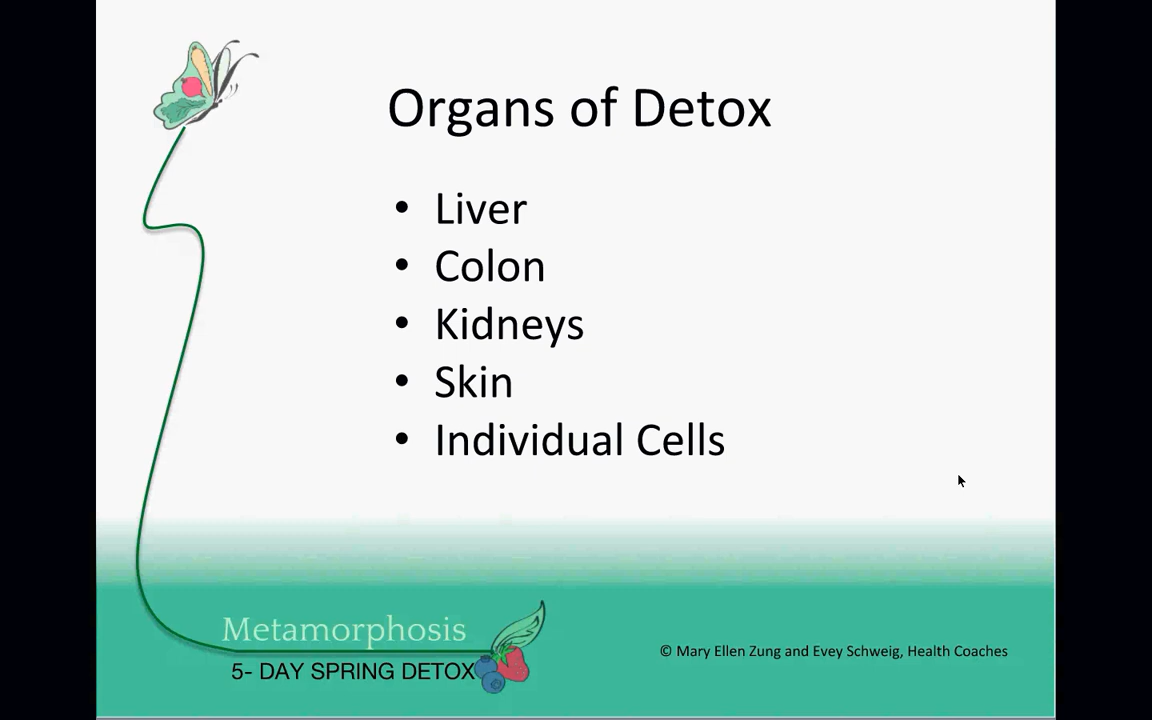 Organs of Detox
• Liver
• Colon
• Kidneys
• Skin
• Individual Cells
Metamorphosis
5- DAY SPRING DETOX
© Mary Ellen Zung and Evey Schweig, Health Coaches